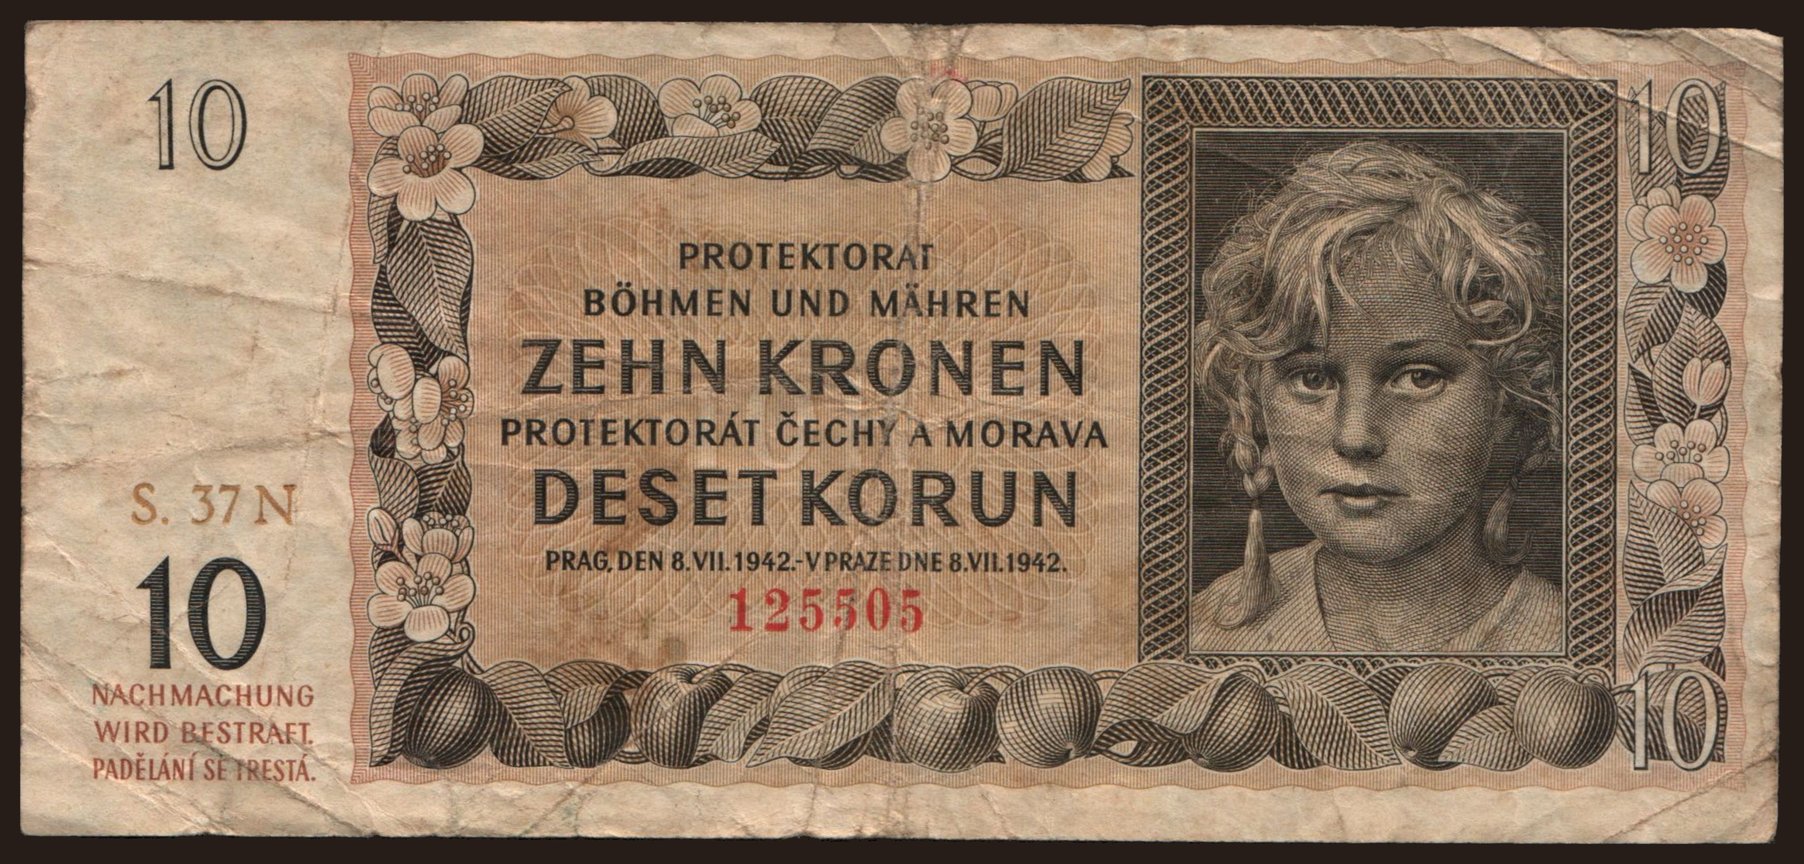 10
10
PROTEKTORAT
BÖHMEN UND MÄHREN
ZEHN KRONEN
PROTEKTORÁT ČECHY A MORAVA
DESET KORUN
PRAG, DEN 8.VII.1942.-V PRAZE DNE 8.VII.1942.
125505
S. 37 N
10
NACHMACHUNG
WIRD BESTRAFT.
PADĚLÁNÍ SE TRESTÁ.
10